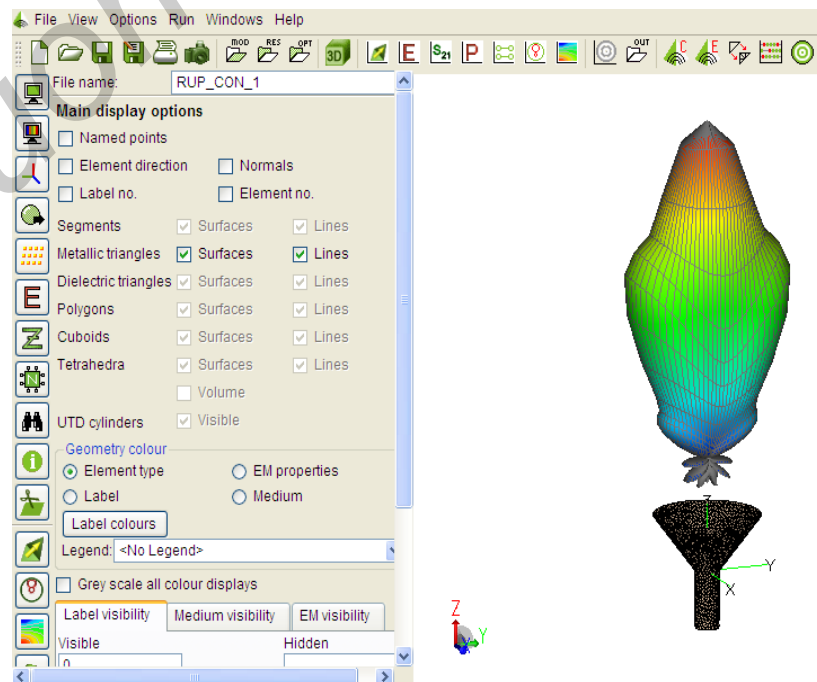 File View Options Run Windows Help
MOD RES OPT 3D E S21 P OUT C E
File name: RUP_CON_1
Main display options
Named points
Element direction Normals
Label no. Element no.
Segments Surfaces Lines
Metallic triangles Surfaces Lines
Dielectric triangles Surfaces Lines
Polygons Surfaces Lines
Cuboids Surfaces Lines
Tetrahedra Surfaces Lines
Volume
UTD cylinders Visible
Geometry colour
Element type EM properties
Label Medium
Label colours
Legend: <No Legend>
Grey scale all colour displays
Label visibility Medium visibility EM visibility
Visible Hidden
0
E
Z
N
i
Z
Y
X
Z
Y
X